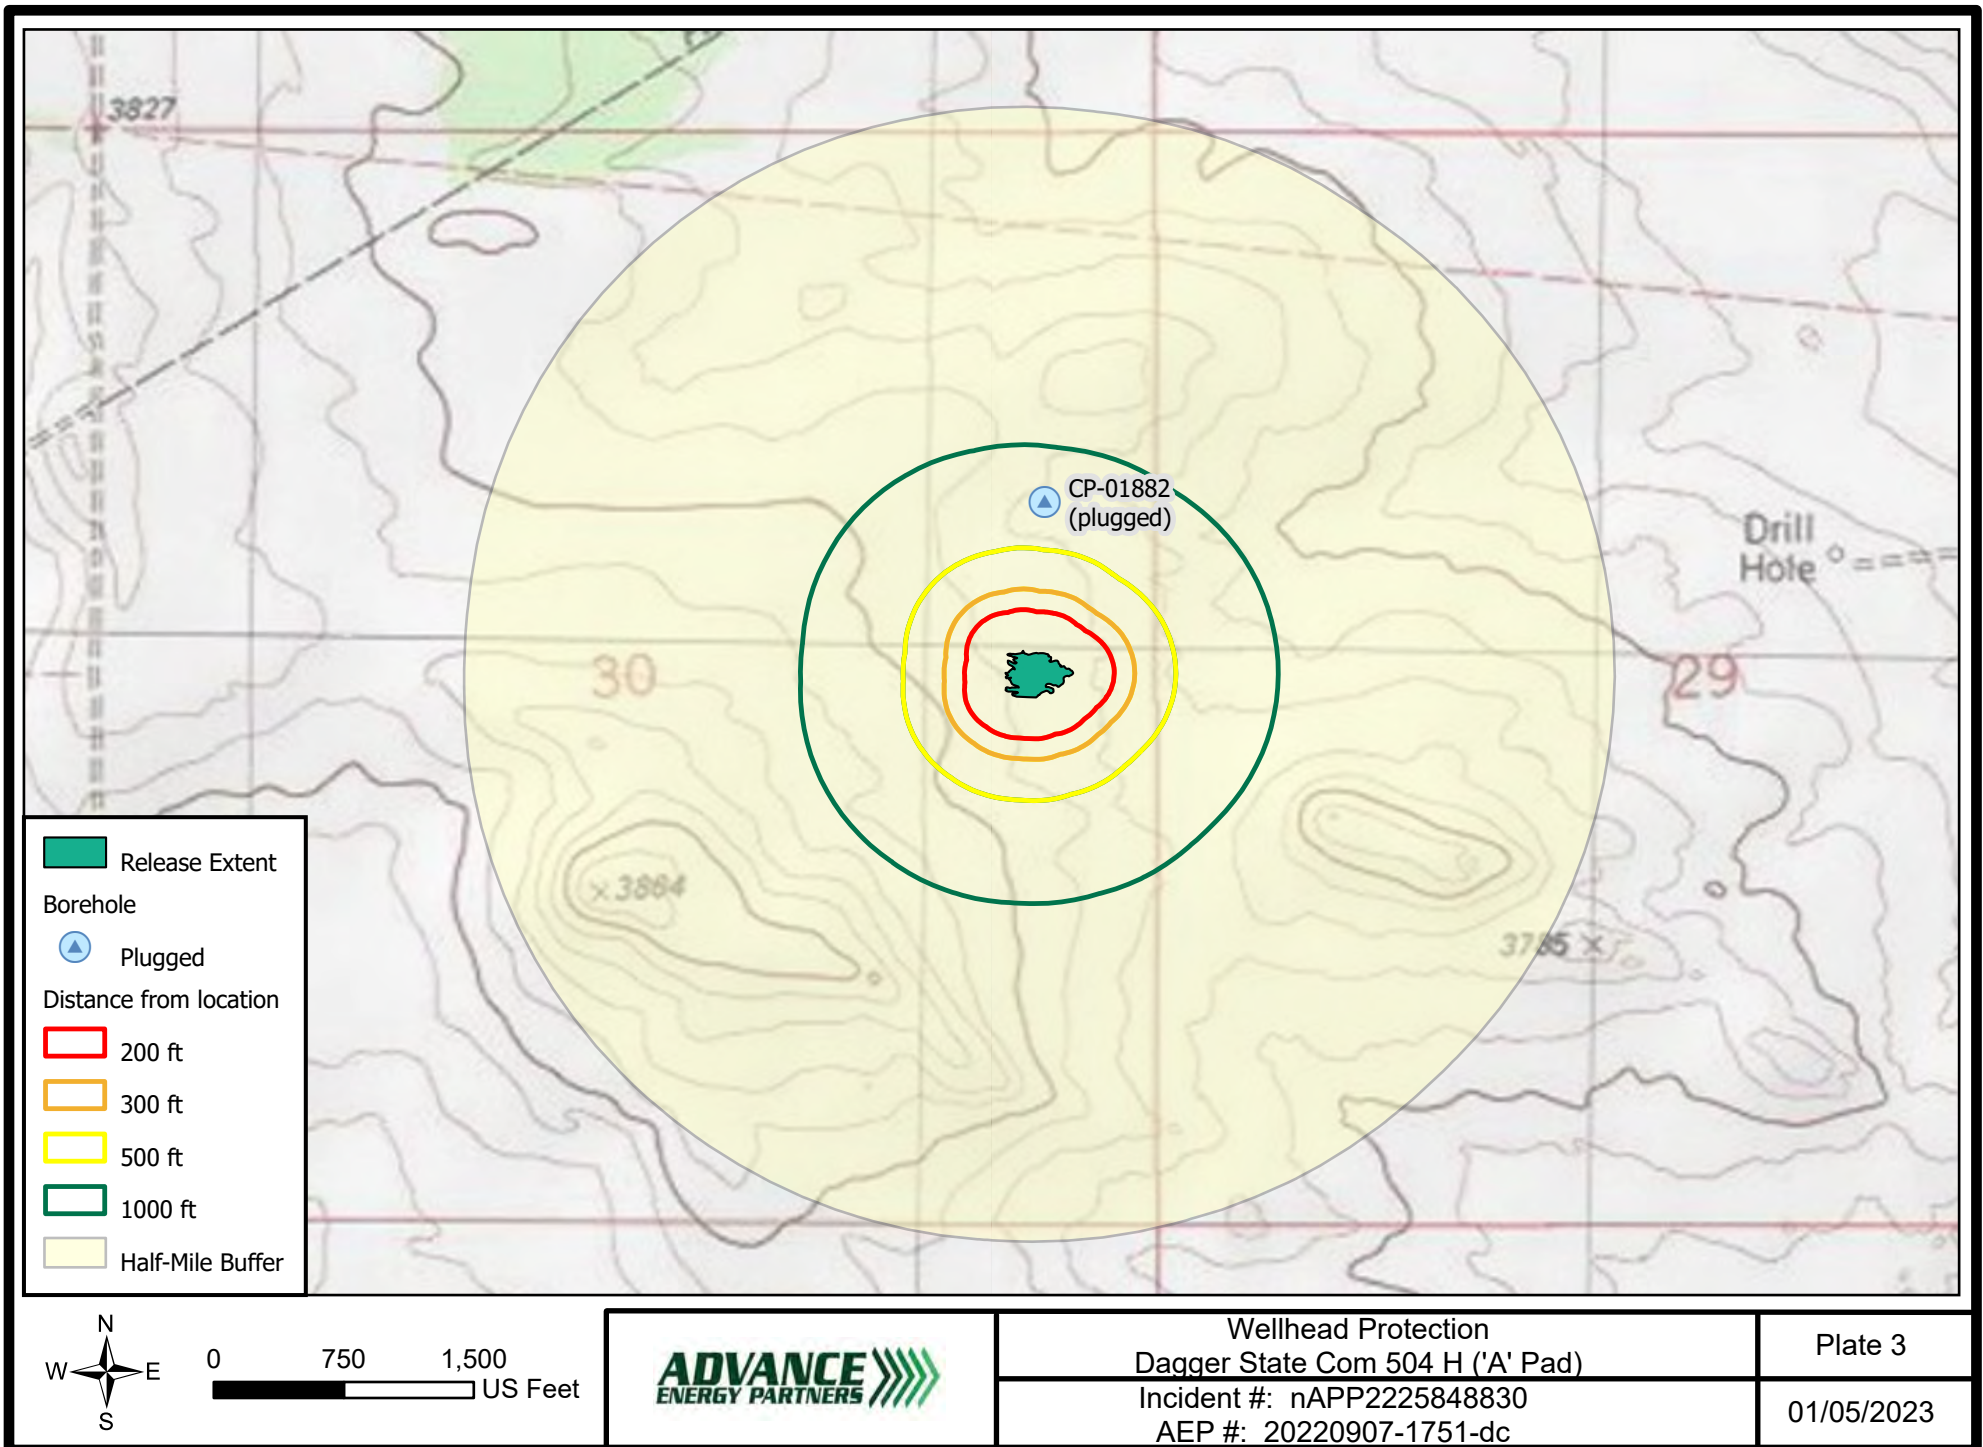 3827
CP-01882
(plugged)
Drill
Hole
30
29
3864
3785
Release Extent
Borehole
Plugged
Distance from location
200 ft
300 ft
500 ft
1000 ft
Half-Mile Buffer
N
W E
S
0 750 1,500
US Feet
ADVANCE
ENERGY PARTNERS
Wellhead Protection
Dagger State Com 504 H ('A' Pad)
Incident #: nAPP2225848830
AEP #: 20220907-1751-dc
Plate 3
01/05/2023